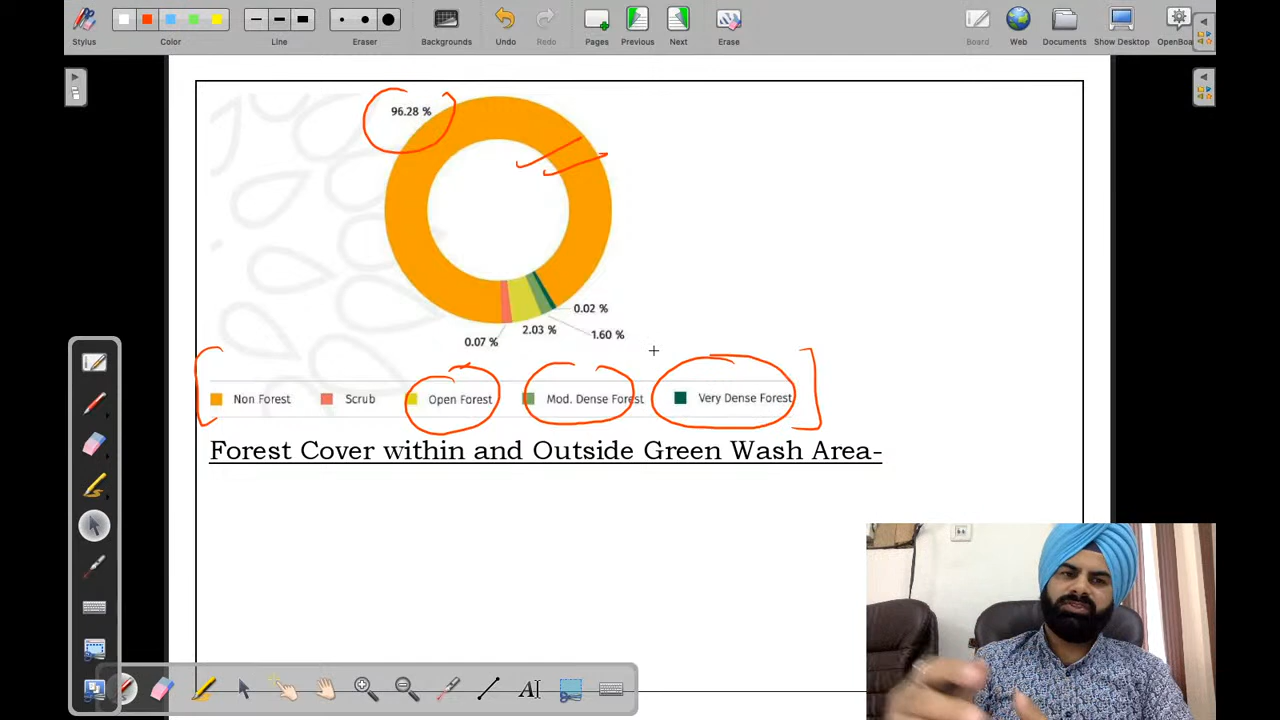 Stylus Color Line Eraser Backgrounds Undo Redo Pages Previous Next Erase Board Web Documents Show Desktop
96.28 %
0.02 %
2.03 % 1.60 %
0.07 %
Non Forest Scrub Open Forest Mod. Dense Forest Very Dense Forest
Forest Cover within and Outside Green Wash Area-